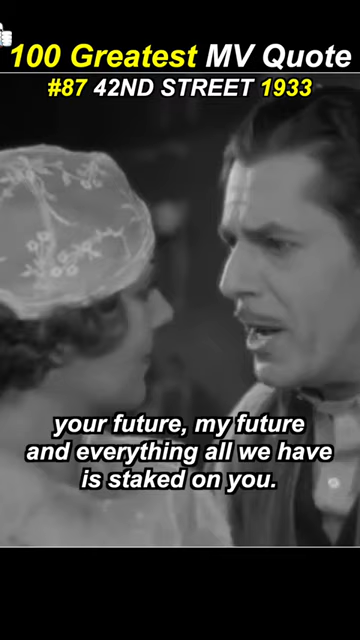 100 Greatest MV Quote
#87 42ND STREET 1933
your future, my future
and everything all we have
is staked on you.